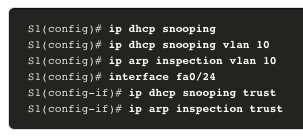 S1(config)# ip dhcp snooping
S1(config)# ip dhcp snooping vlan 10
S1(config)# ip arp inspection vlan 10
S1(config)# interface fa0/24
S1(config-if)# ip dhcp snooping trust
S1(config-if)# ip arp inspection trust